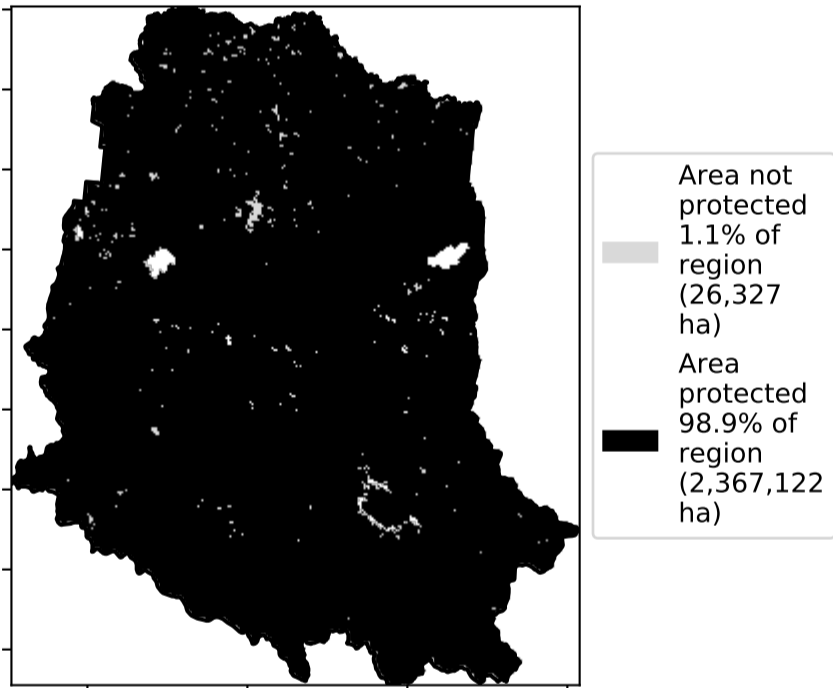 Area not
protected
1.1% of
region
(26,327
ha)
Area
protected
98.9% of
region
(2,367,122
ha)